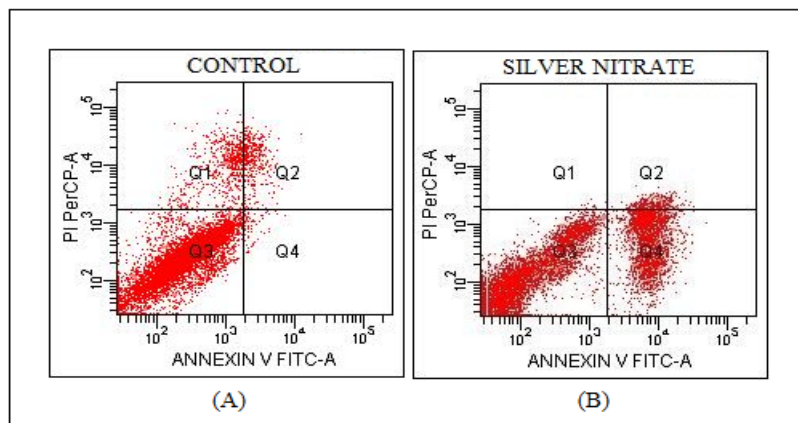 CONTROL
PI PerCP-A
10^5
10^4
10^3
10^2
Q1
Q2
Q3
Q4
10^2
10^3
10^4
10^5
ANNEXIN V FITC-A
(A)
SILVER NITRATE
PI PerCP-A
10^5
10^4
10^3
10^2
Q1
Q2
Q3
Q4
10^2
10^3
10^4
10^5
ANNEXIN V FITC-A
(B)